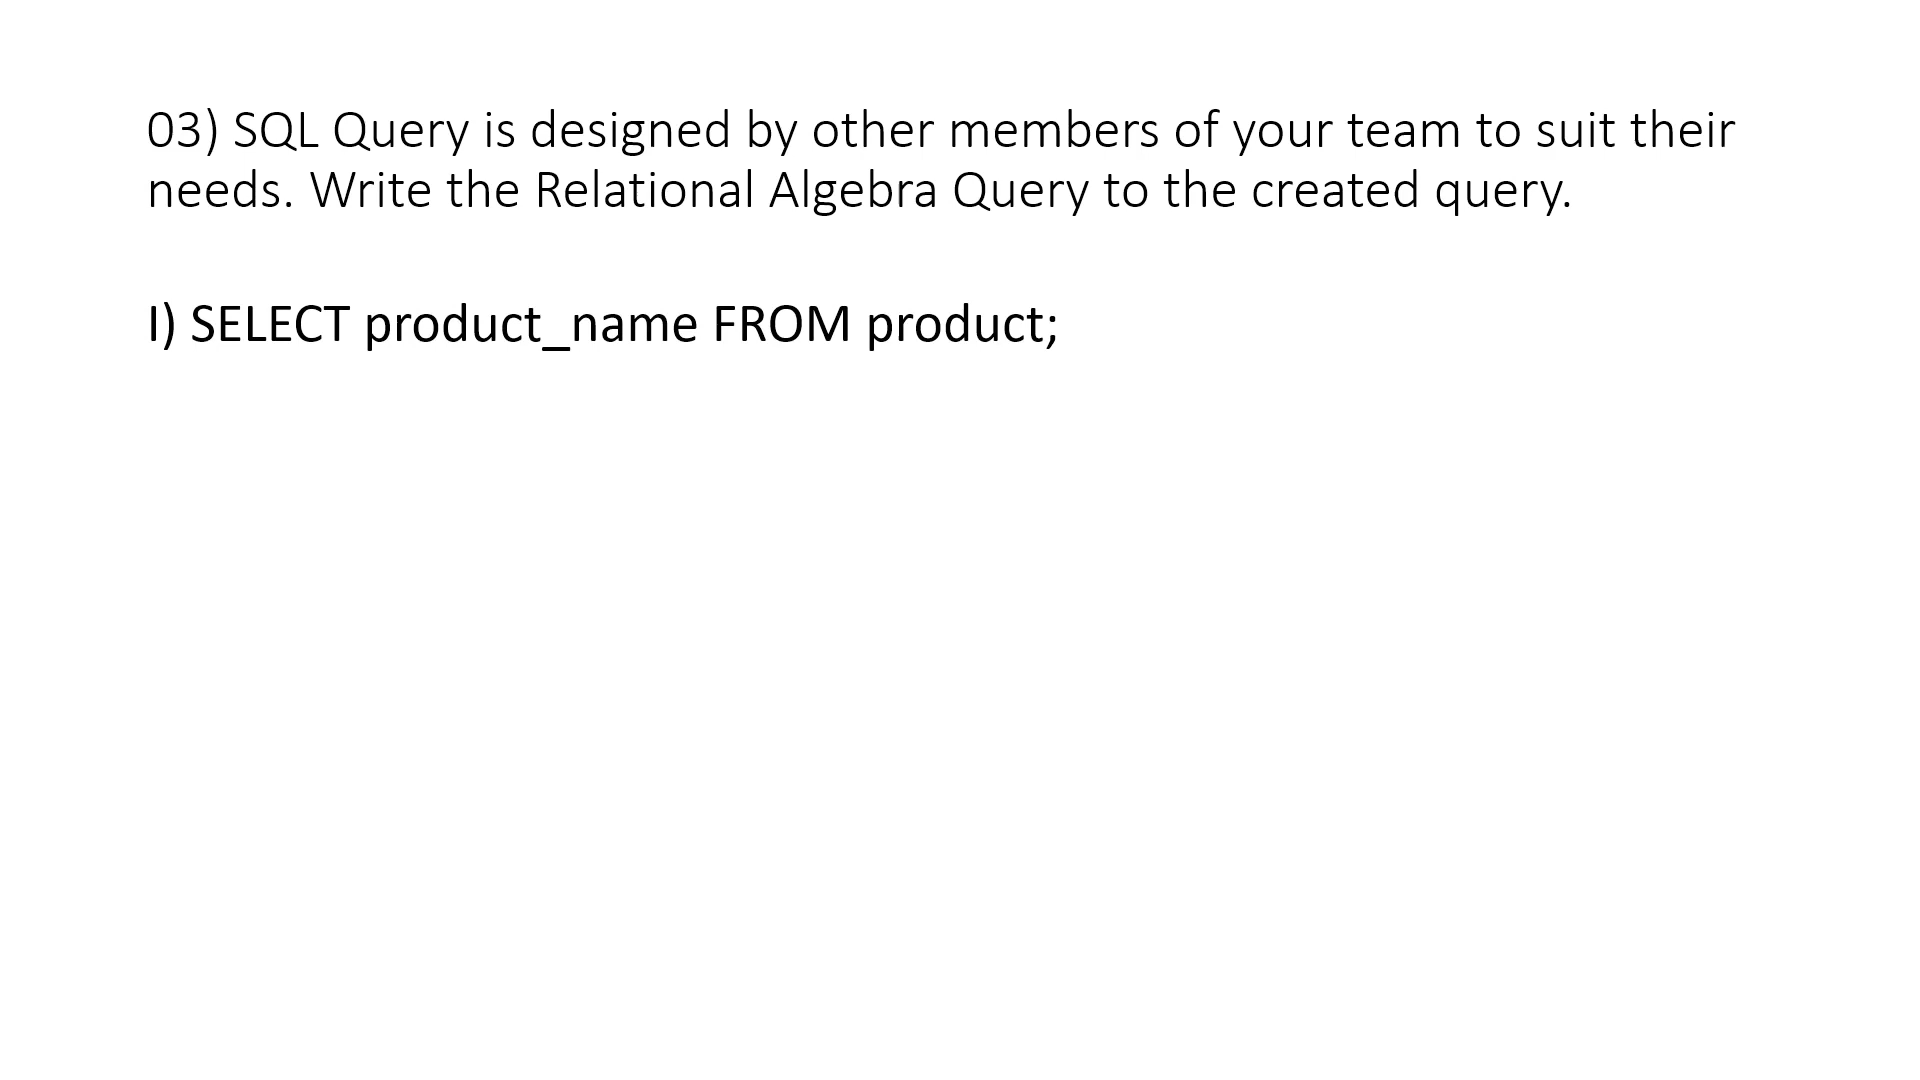 03) SQL Query is designed by other members of your team to suit their
needs. Write the Relational Algebra Query to the created query.
I) SELECT product_name FROM product;